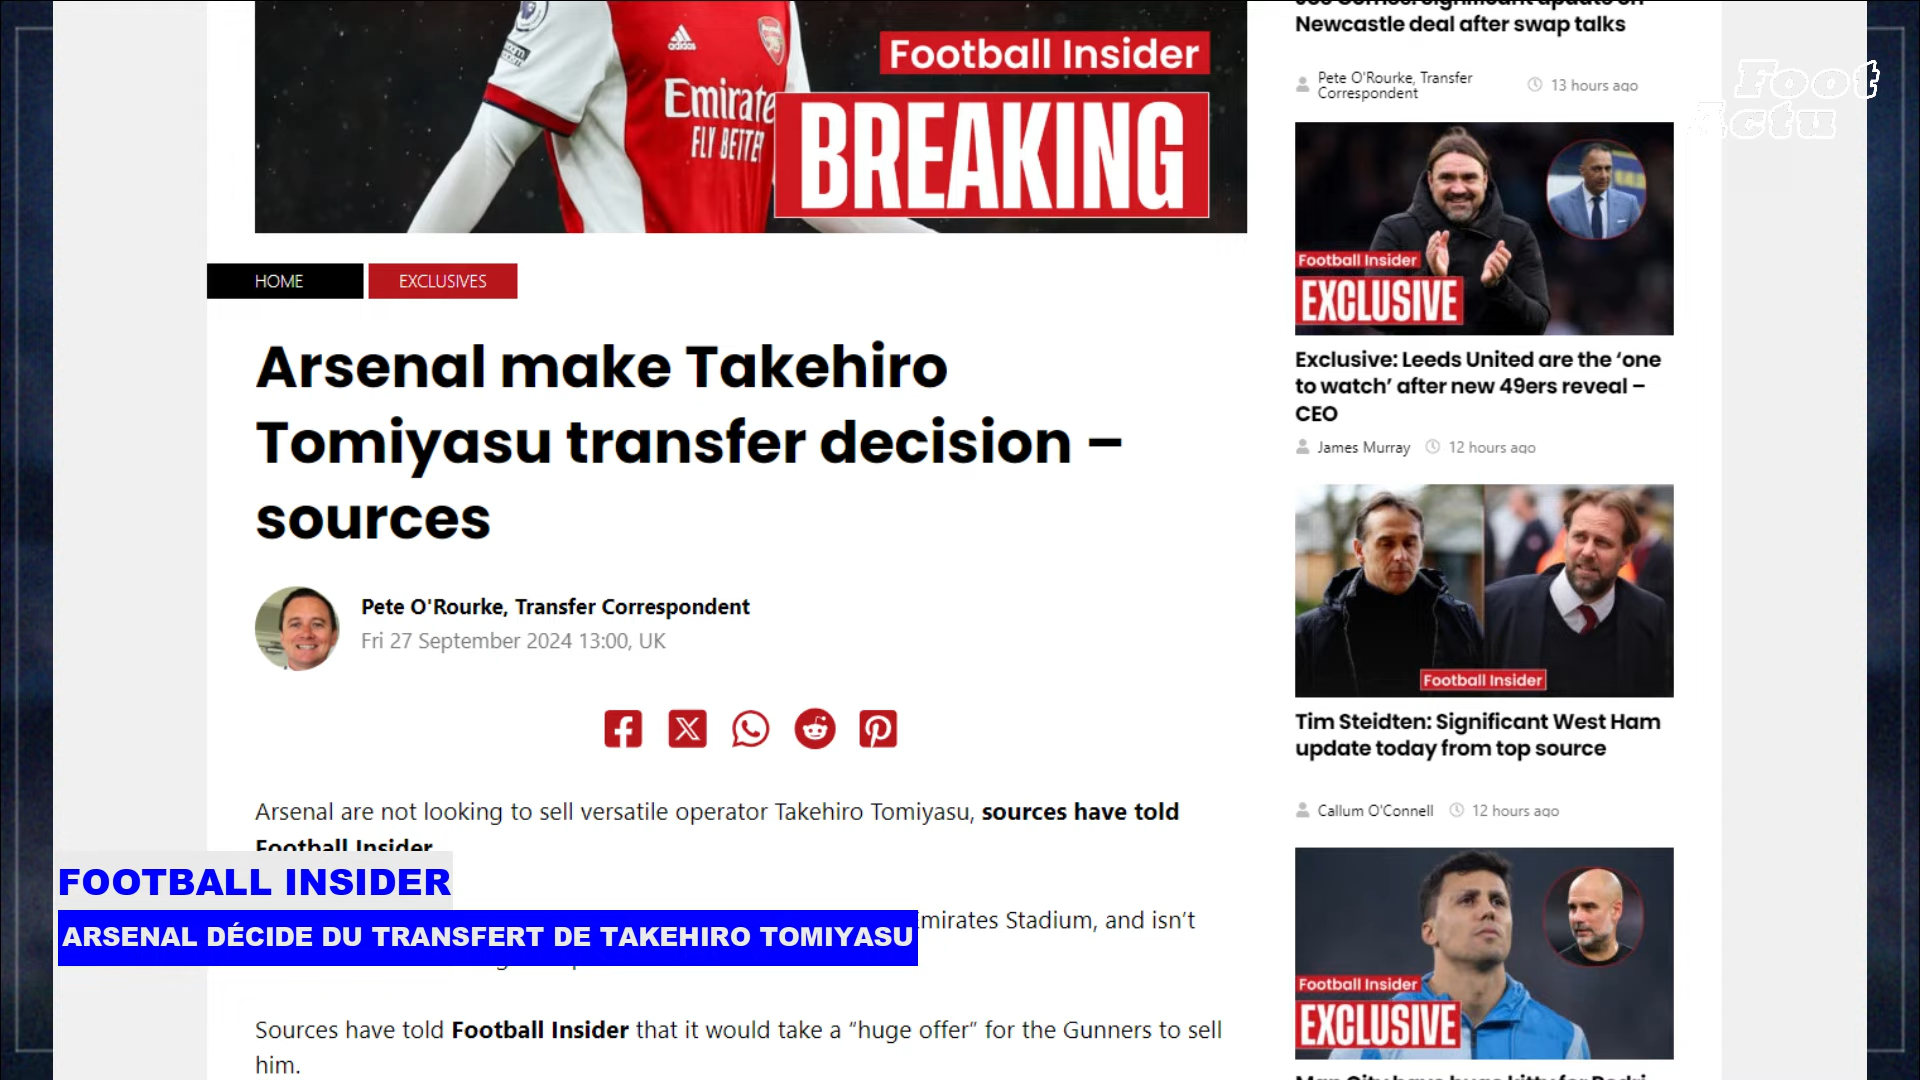 Football Insider
BREAKING
adidas
Emirate
FLY BETTE
HOME
EXCLUSIVES
Arsenal make Takehiro
Tomiyasu transfer decision –
sources
Pete O'Rourke, Transfer Correspondent
Fri 27 September 2024 13:00, UK
Arsenal are not looking to sell versatile operator Takehiro Tomiyasu, sources have told
Football Insider.
mirates Stadium, and isn't
Sources have told Football Insider that it would take a “huge offer” for the Gunners to sell
him.
FOOTBALL INSIDER
ARSENAL DÉCIDE DU TRANSFERT DE TAKEHIRO TOMIYASU
Newcastle deal after swap talks
Pete O'Rourke, Transfer
Correspondent
13 hours ago
Foot
Actu
Football Insider
EXCLUSIVE
Exclusive: Leeds United are the ‘one
to watch’ after new 49ers reveal –
CEO
James Murray
12 hours ago
Football Insider
Tim Steidten: Significant West Ham
update today from top source
Callum O'Connell
12 hours ago
Football Insider
EXCLUSIVE